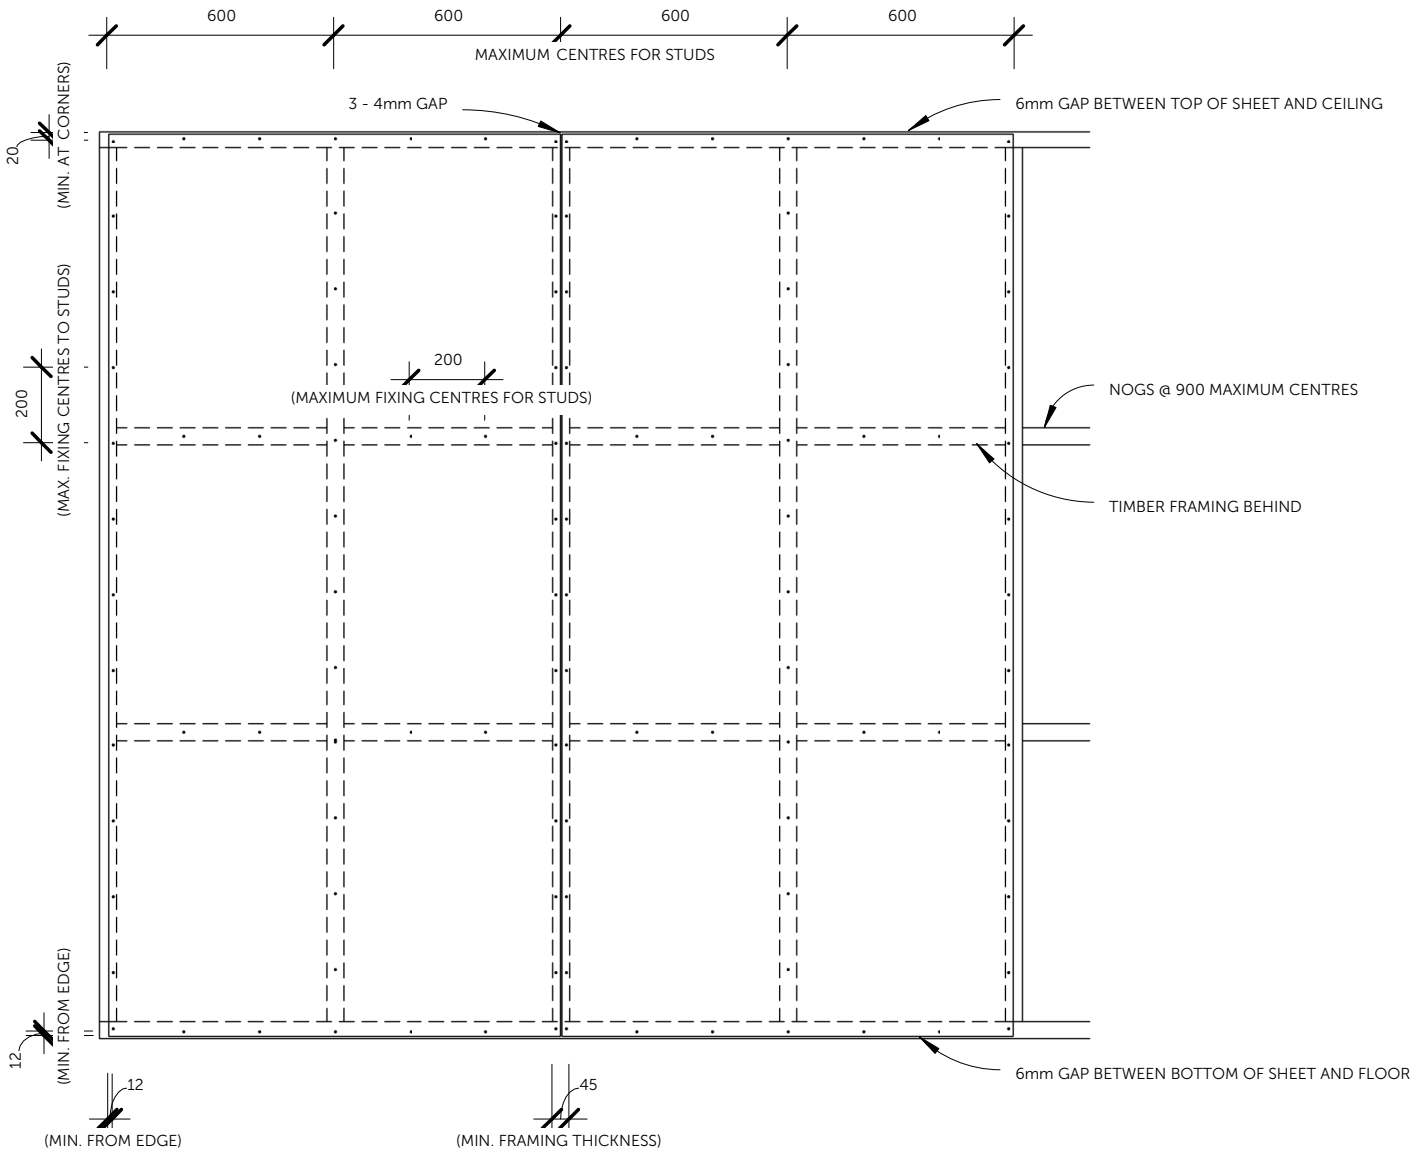 600
600
600
600
MAXIMUM CENTRES FOR STUDS
3 - 4mm GAP
6mm GAP BETWEEN TOP OF SHEET AND CEILING
20
(MIN. AT CORNERS)
200
(MAX. FIXING CENTRES TO STUDS)
200
(MAXIMUM FIXING CENTRES FOR STUDS)
NOGS @ 900 MAXIMUM CENTRES
TIMBER FRAMING BEHIND
12
(MIN. FROM EDGE)
6mm GAP BETWEEN BOTTOM OF SHEET AND FLOOR
12
(MIN. FROM EDGE)
45
(MIN. FRAMING THICKNESS)